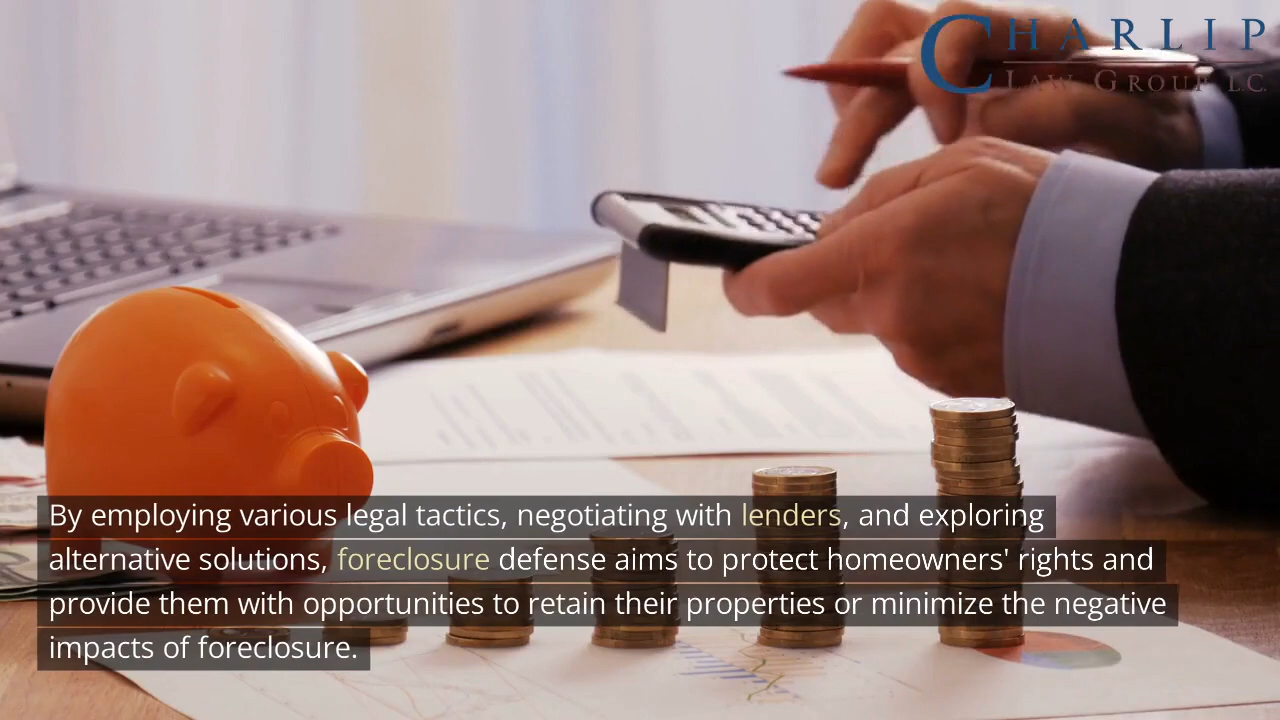 CHARLIP
LAW GROUP L.C.
By employing various legal tactics, negotiating with lenders, and exploring
alternative solutions, foreclosure defense aims to protect homeowners' rights and
provide them with opportunities to retain their properties or minimize the negative
impacts of foreclosure.